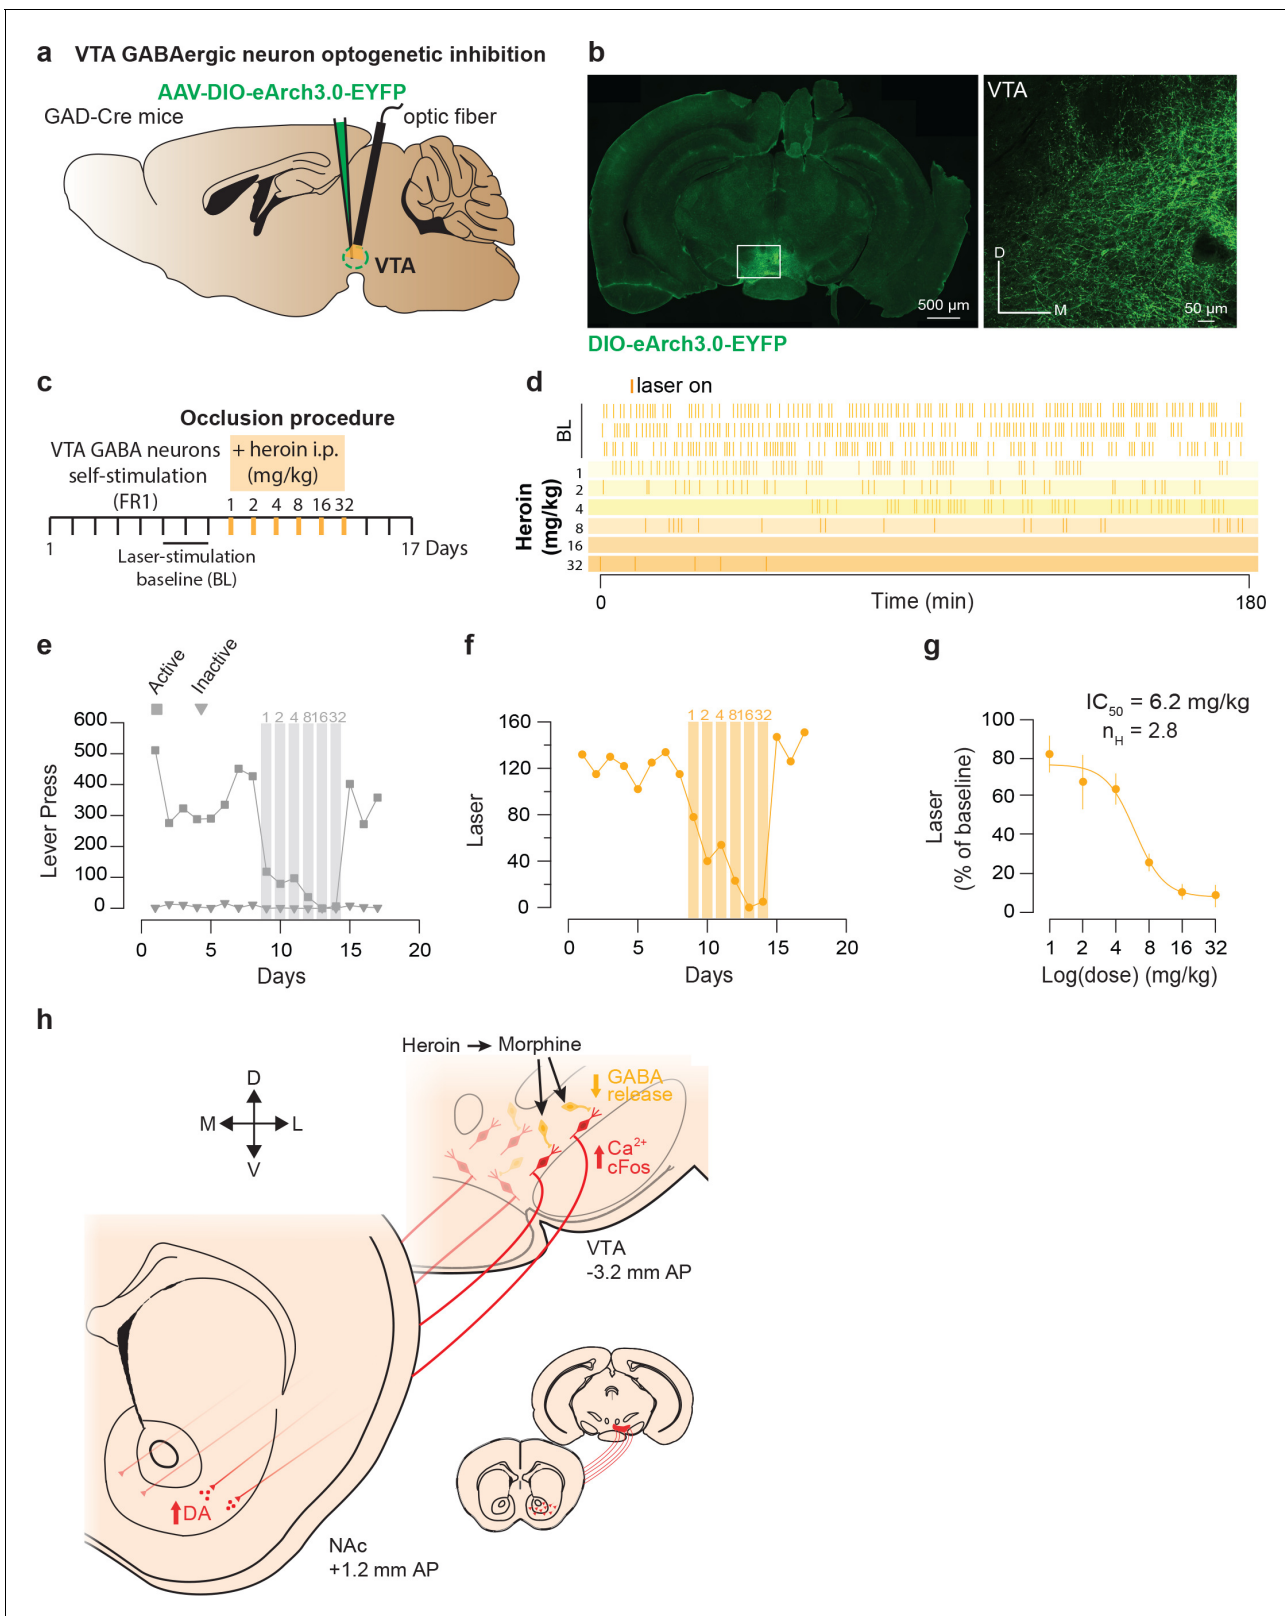 a VTA GABAergic neuron optogenetic inhibition
AAV-DIO-eArch3.0-EYFP
GAD-Cre mice
optic fiber
VTA
b
VTA
D
M
500 µm
50 µm
DIO-eArch3.0-EYFP
c
Occlusion procedure
VTA GABA neurons
self-stimulation
(FR1)
+ heroin i.p.
(mg/kg)
1 2 4 8 16 32
1
17 Days
Laser-stimulation
baseline (BL)
d
laser on
BL
Heroin
(mg/kg)
1
2
4
8
16
32
0
Time (min)
180
e
Active
Inactive
1 2 4 8 16 32
Lever Press
600
500
400
300
200
100
0
0 5 10 15 20
Days
f
1 2 4 8 16 32
Laser
160
120
80
40
0
0 5 10 15 20
Days
g
IC50 = 6.2 mg/kg
nH = 2.8
Laser
(% of baseline)
100
80
60
40
20
0
1 2 4 8 16 32
Log(dose) (mg/kg)
h
Heroin → Morphine
GABA
release
D
M L
V
Ca2+
cFos
VTA
-3.2 mm AP
DA
NAc
+1.2 mm AP